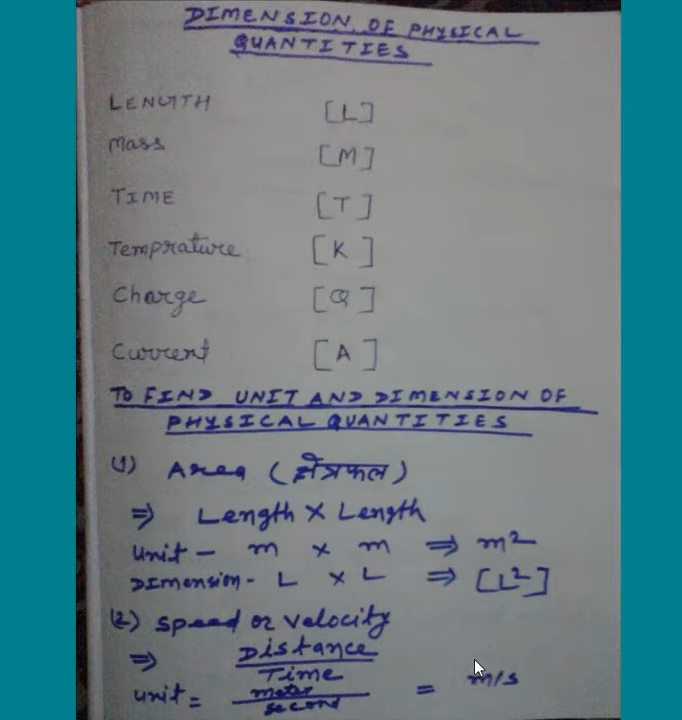 DIMENSION OF PHYSICAL
QUANTITIES
LENGTH [L]
Mass [M]
TIME [T]
Temprature [K]
Charge [Q]
Current [A]
TO FIND UNIT AND DIMENSION OF
PHYSICAL QUANTITIES
(1) Area (क्षेत्रफल)
⇒ Length X Length
Unit - m x m ⇒ m²
DIMension - L x L ⇒ [L²]
(2) Speed or velocity
⇒ Distance
Time
unit = meter = m/s
second